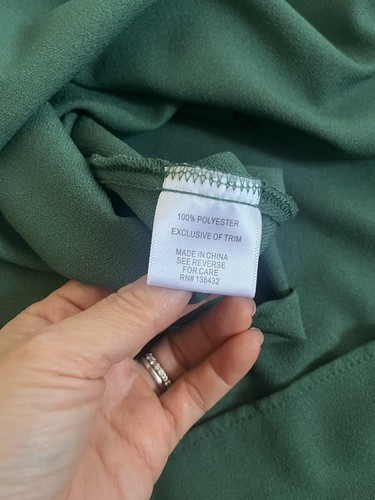 100% POLYESTER
EXCLUSIVE OF TRIM
MADE IN CHINA
SEE REVERSE
FOR CARE
RN# 138432